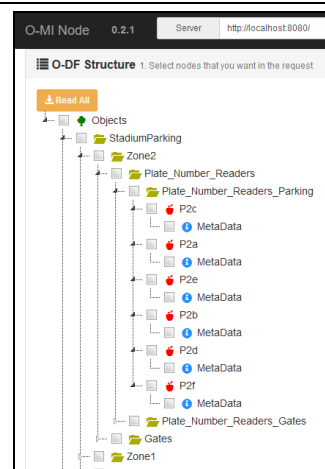 O-MI Node 0.2.1 Server http://localhost:8080/
O-DF Structure 1. Select nodes that you want in the request
Read All
Objects
StadiumParking
Zone2
Plate_Number_Readers
Plate_Number_Readers_Parking
P2c
MetaData
P2a
MetaData
P2e
MetaData
P2b
MetaData
P2d
MetaData
P2f
MetaData
Plate_Number_Readers_Gates
Gates
Zone1